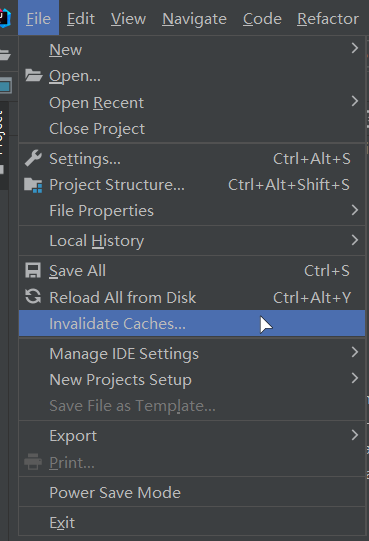 File Edit View Navigate Code Refactor
New
Open...
Open Recent
Close Project
Settings... Ctrl+Alt+S
Project Structure... Ctrl+Alt+Shift+S
File Properties
Local History
Save All Ctrl+S
Reload All from Disk Ctrl+Alt+Y
Invalidate Caches...
Manage IDE Settings
New Projects Setup
Save File as Template...
Export
Print...
Power Save Mode
Exit
Project